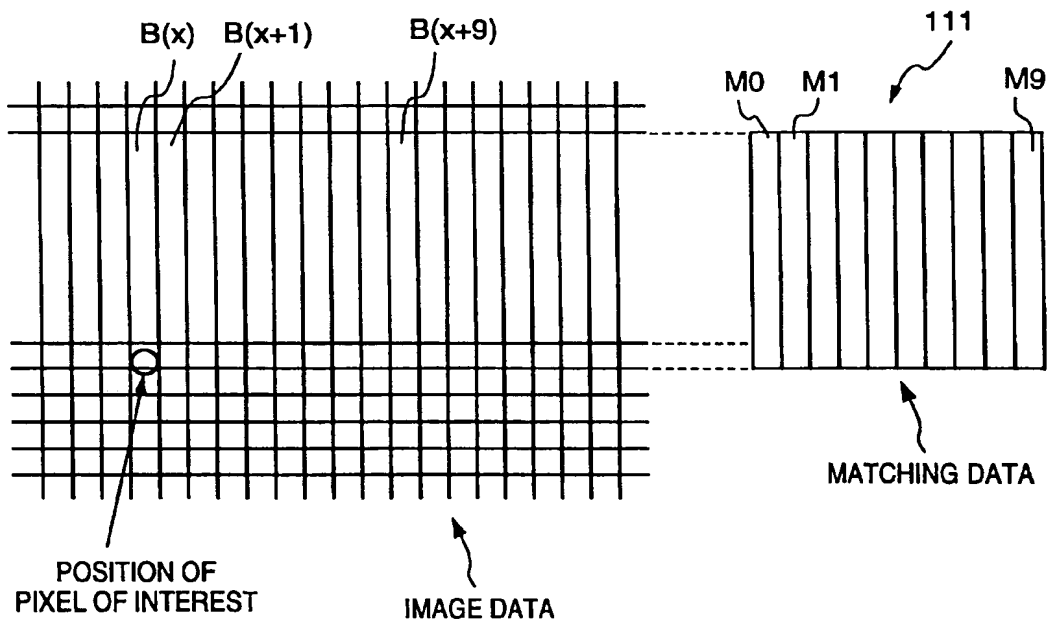 B(x) B(x+1) B(x+9) 111
M0 M1 M9
MATCHING DATA
POSITION OF
PIXEL OF INTEREST
IMAGE DATA